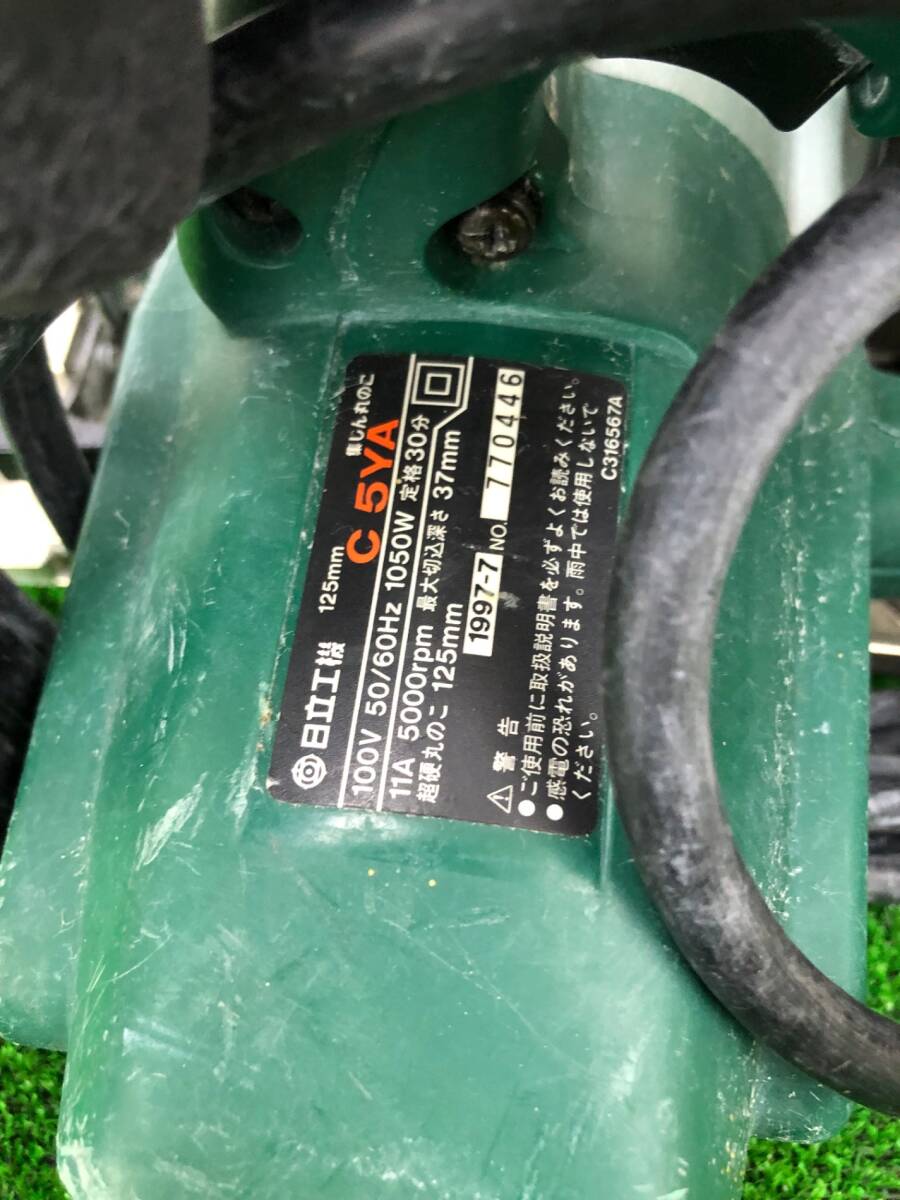 日立工機 125mm 集じん丸のこ
C 5YA
100V 50/60Hz 1050W 定格30分
11A 5000rpm 最大切込深さ 37mm
超硬丸のこ 125mm
1997-7 NO. 770446
⚠ 警告
●ご使用前に取扱説明書を必ずよくお読みください。
●感電の恐れがあります。雨中では使用しないで
ください。
C316567A